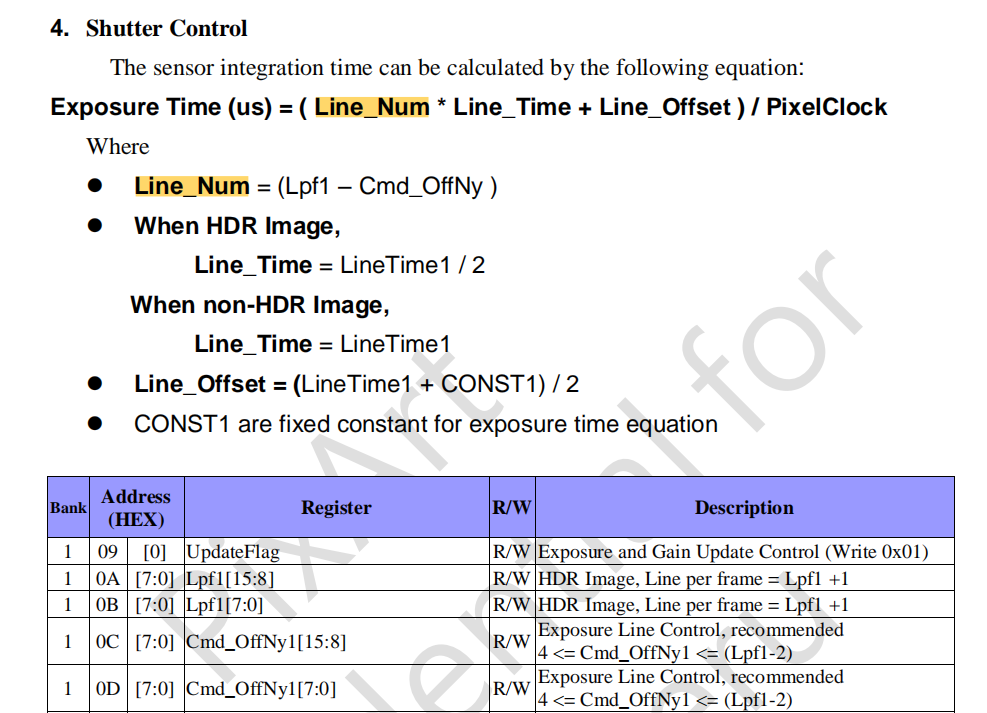 4. Shutter Control
The sensor integration time can be calculated by the following equation:
Exposure Time (us) = ( Line_Num * Line_Time + Line_Offset ) / PixelClock
Where
● Line_Num = (Lpf1 – Cmd_OffNy )
● When HDR Image,
Line_Time = LineTime1 / 2
When non-HDR Image,
Line_Time = LineTime1
● Line_Offset = (LineTime1 + CONST1) / 2
● CONST1 are fixed constant for exposure time equation
Bank Address (HEX) Register R/W Description
1 09 [0] UpdateFlag R/W Exposure and Gain Update Control (Write 0x01)
1 0A [7:0] Lpf1[15:8] R/W HDR Image, Line per frame = Lpf1 +1
1 0B [7:0] Lpf1[7:0] R/W HDR Image, Line per frame = Lpf1 +1
1 0C [7:0] Cmd_OffNy1[15:8] R/W Exposure Line Control, recommended
4 <= Cmd_OffNy1 <= (Lpf1-2)
1 0D [7:0] Cmd_OffNy1[7:0] R/W Exposure Line Control, recommended
4 <= Cmd_OffNy1 <= (Lpf1-2)
PixArt
for